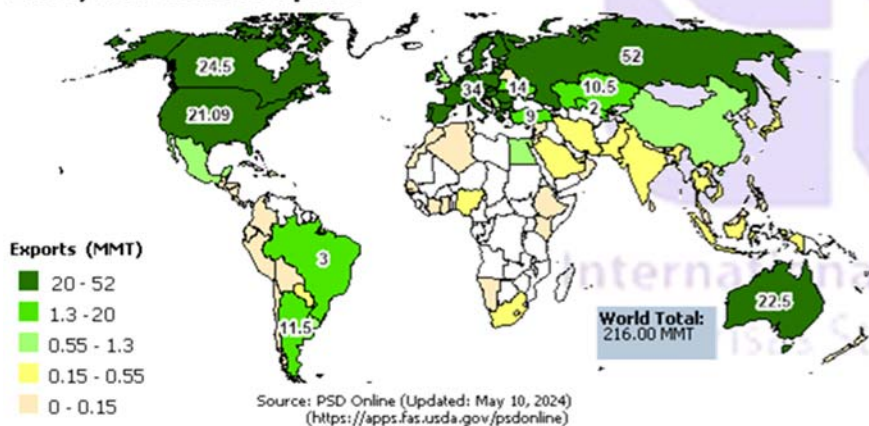 24.5
52
34
14
10.5
2
21.09
9
3
Exports (MMT)
20 - 52
1.3 -20
0.55 - 1.3
0.15 - 0.55
0 - 0.15
11.5
Internationa
22.5
World Total:
216.00 MMT
Source: PSD Online (Updated: May 10, 2024)
(https://apps.fas.usda.gov/psdonline)